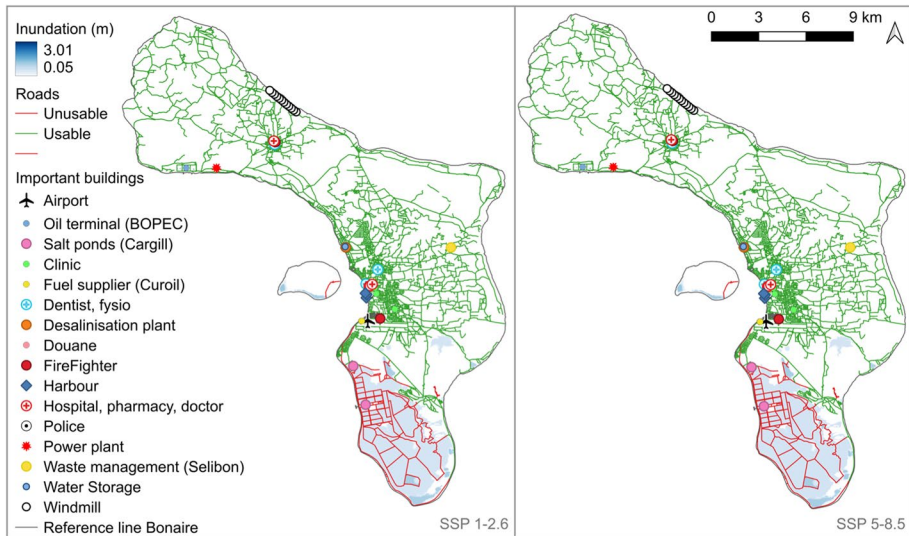 Inundation (m)
3.01
0.05
Roads
Unusable
Usable
Important buildings
Airport
Oil terminal (BOPEC)
Salt ponds (Cargill)
Clinic
Fuel supplier (Curoil)
Dentist, fysio
Desalinisation plant
Douane
FireFighter
Harbour
Hospital, pharmacy, doctor
Police
Power plant
Waste management (Selibon)
Water Storage
Windmill
Reference line Bonaire
SSP 1-2.6
0 3 6 9 km
SSP 5-8.5